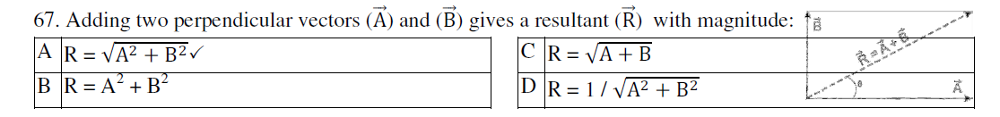 67. Adding two perpendicular vectors (A⃗) and (B⃗) gives a resultant (R⃗) with magnitude:
A R = √(A² + B²)✓
C R = √(A + B)
B R = A² + B²
D R = 1 / √(A² + B²)
B⃗
R⃗ = A⃗ + B⃗
θ
A⃗